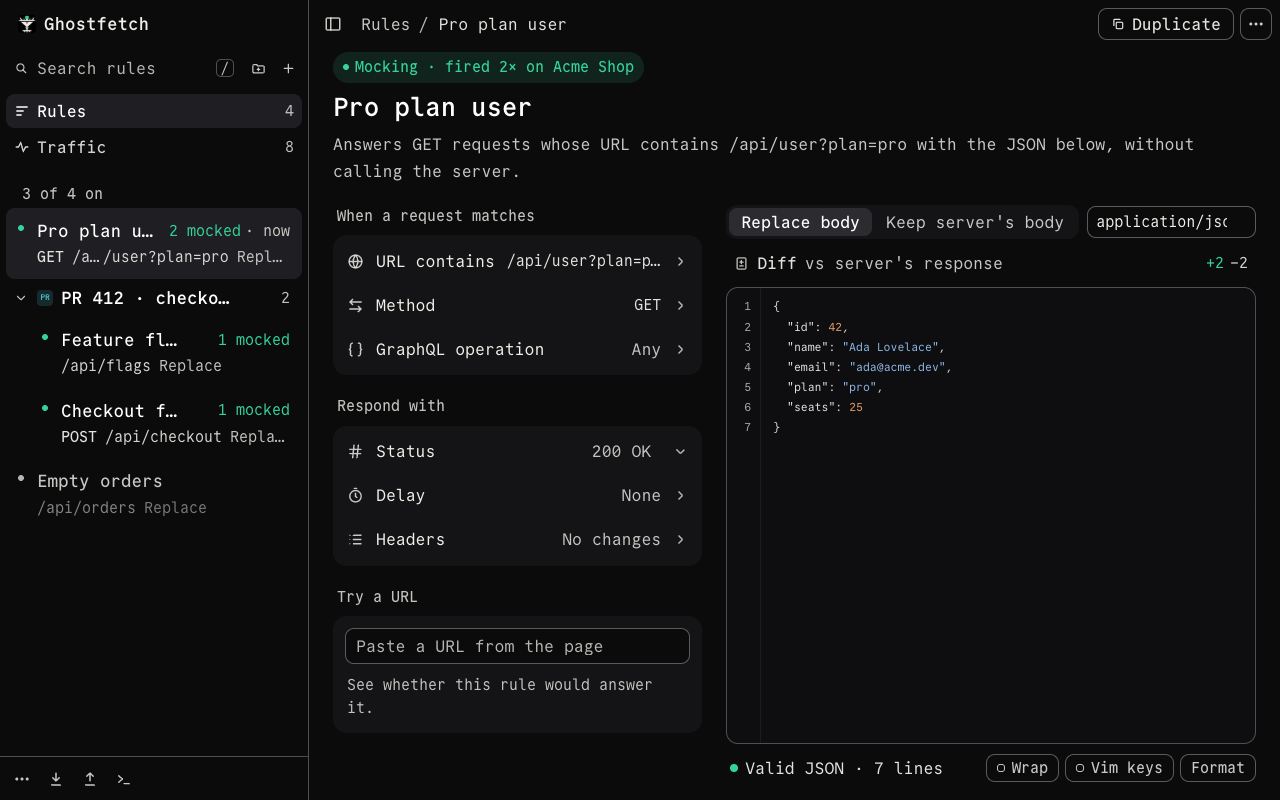 Ghostfetch
Search rules /
Rules 4
Traffic 8
3 of 4 on
Pro plan u… 2 mocked · now
GET /a…/user?plan=pro Repl…
PR PR 412 · checko… 2
Feature fl… 1 mocked
/api/flags Replace
Checkout f… 1 mocked
POST /api/checkout Repla…
Empty orders
/api/orders Replace
Rules / Pro plan user
Duplicate
Mocking · fired 2× on Acme Shop
Pro plan user
Answers GET requests whose URL contains /api/user?plan=pro with the JSON below, without
calling the server.
When a request matches
URL contains /api/user?plan=p…
Method GET
GraphQL operation Any
Respond with
Status 200 OK
Delay None
Headers No changes
Try a URL
Paste a URL from the page
See whether this rule would answer
it.
Replace body Keep server's body application/jsc
Diff vs server's response +2 −2
1 {
2 "id": 42,
3 "name": "Ada Lovelace",
4 "email": "ada@acme.dev",
5 "plan": "pro",
6 "seats": 25
7 }
Valid JSON · 7 lines
Wrap Vim keys Format